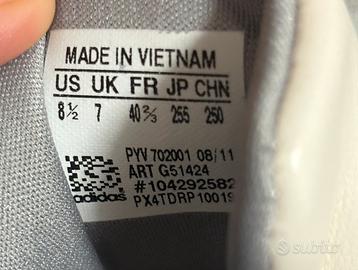 MADE IN VIETNAM
US UK FR JP CHN
8½ 7 40⅔ 255 250
PYV 702001 08/11
ART G51424
#104292582
adidas PX4TDRP10019
subito